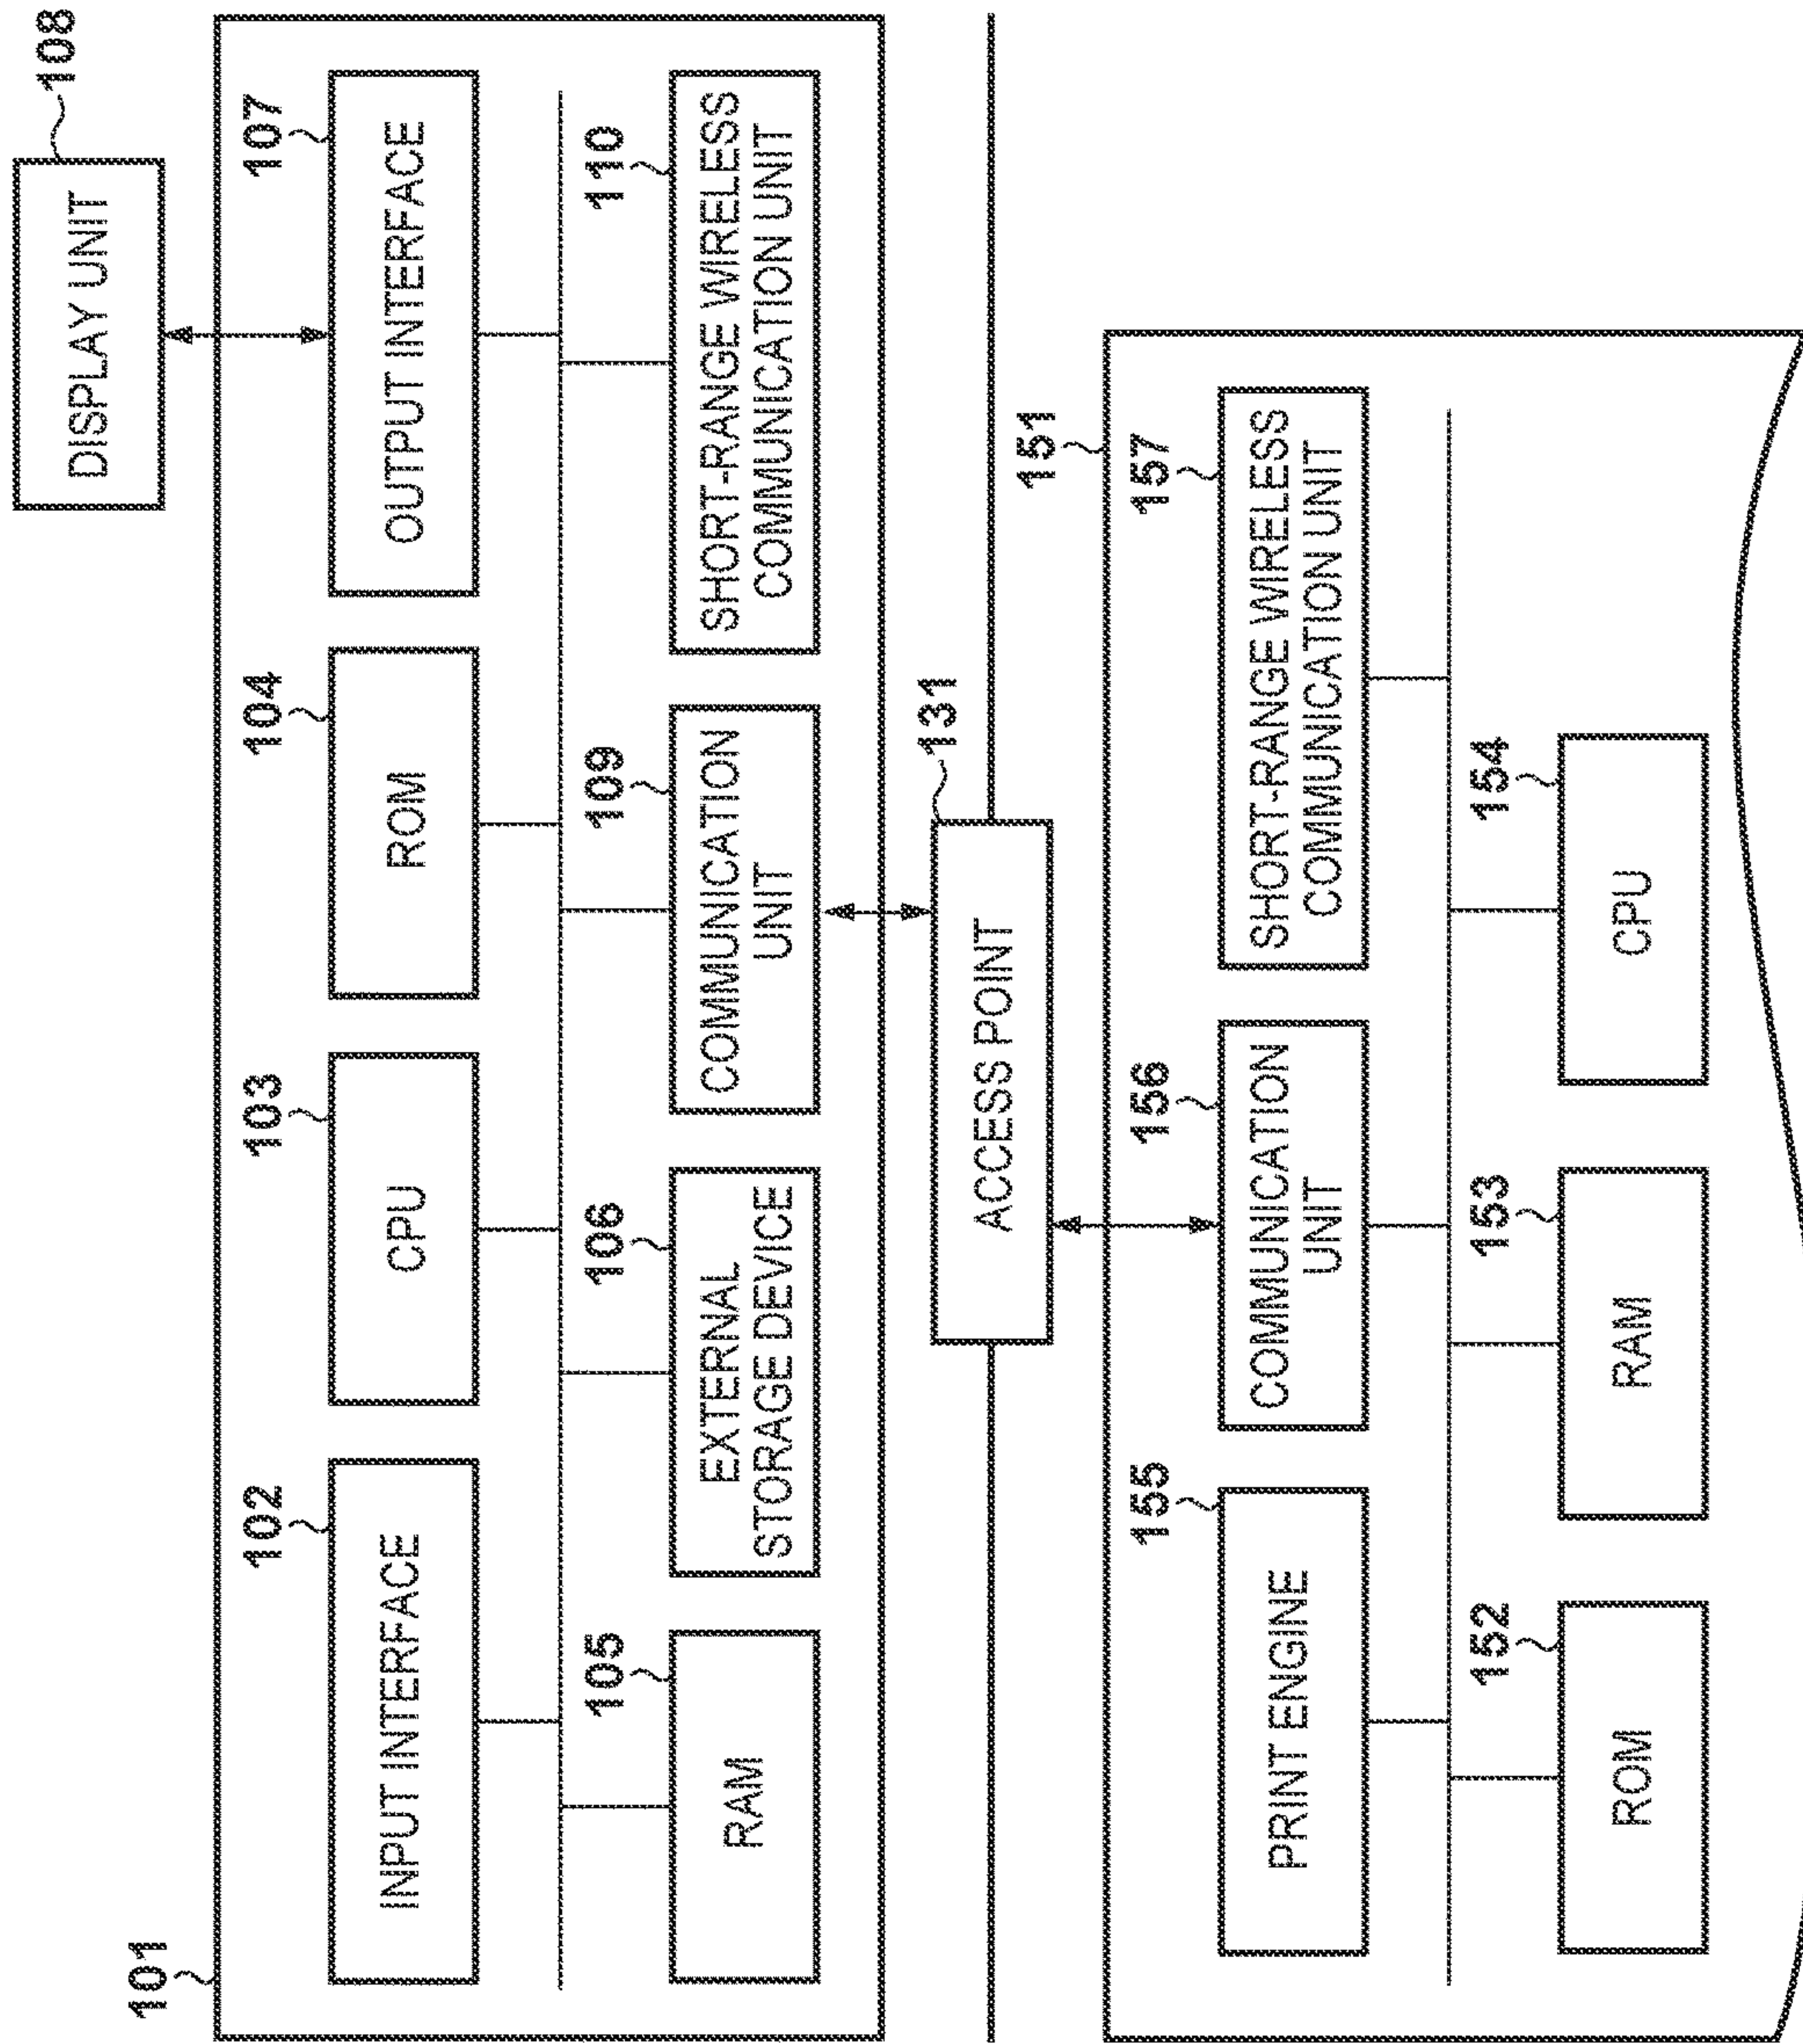 108
DISPLAY UNIT
101
102
INPUT INTERFACE
103
CPU
104
ROM
107
OUTPUT INTERFACE
105
RAM
106
EXTERNAL
STORAGE DEVICE
109
COMMUNICATION
UNIT
110
SHORT-RANGE WIRELESS
COMMUNICATION UNIT
131
ACCESS POINT
151
155
PRINT ENGINE
156
COMMUNICATION
UNIT
157
SHORT-RANGE WIRELESS
COMMUNICATION UNIT
152
ROM
153
RAM
154
CPU